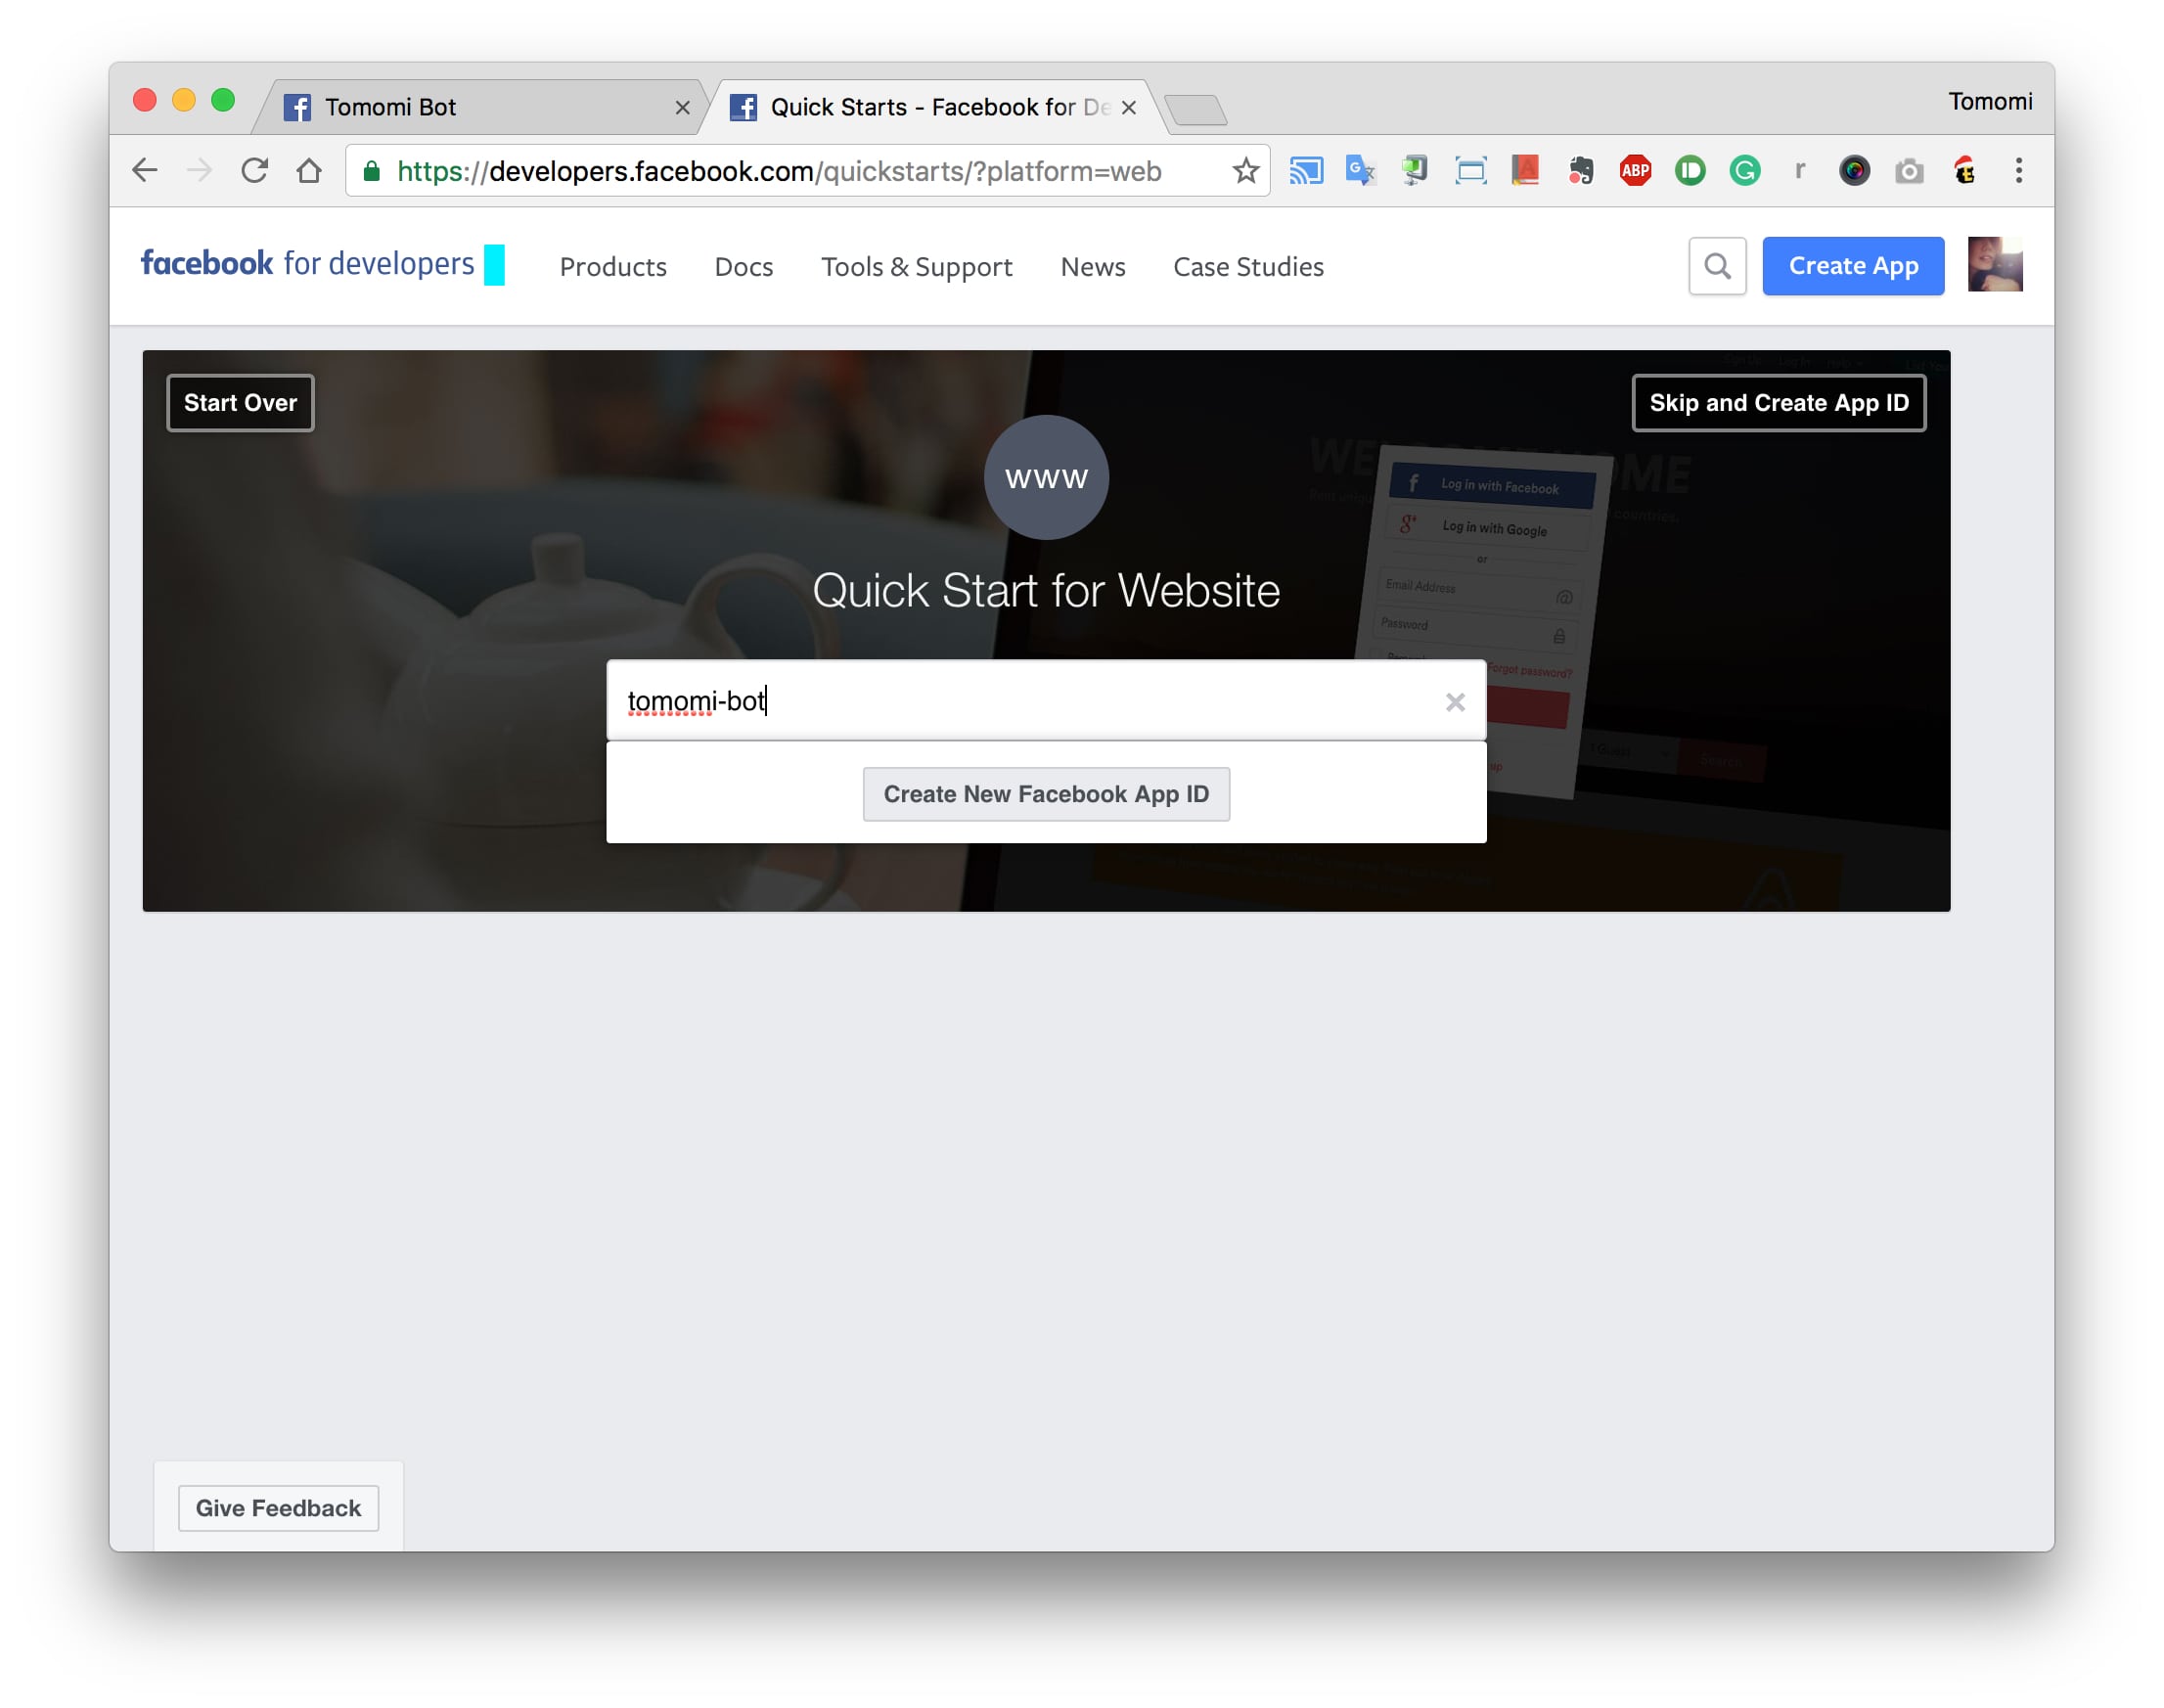 Tomomi Bot
Quick Starts - Facebook for De
Tomomi
https://developers.facebook.com/quickstarts/?platform=web
ABP
facebook for developers
Products
Docs
Tools & Support
News
Case Studies
Create App
Start Over
Skip and Create App ID
www
Quick Start for Website
Log in with Facebook
Log in with Google
or
Email Address
Password
Forgot password?
tomomi-bot
Create New Facebook App ID
up
Search
countries.
Give Feedback